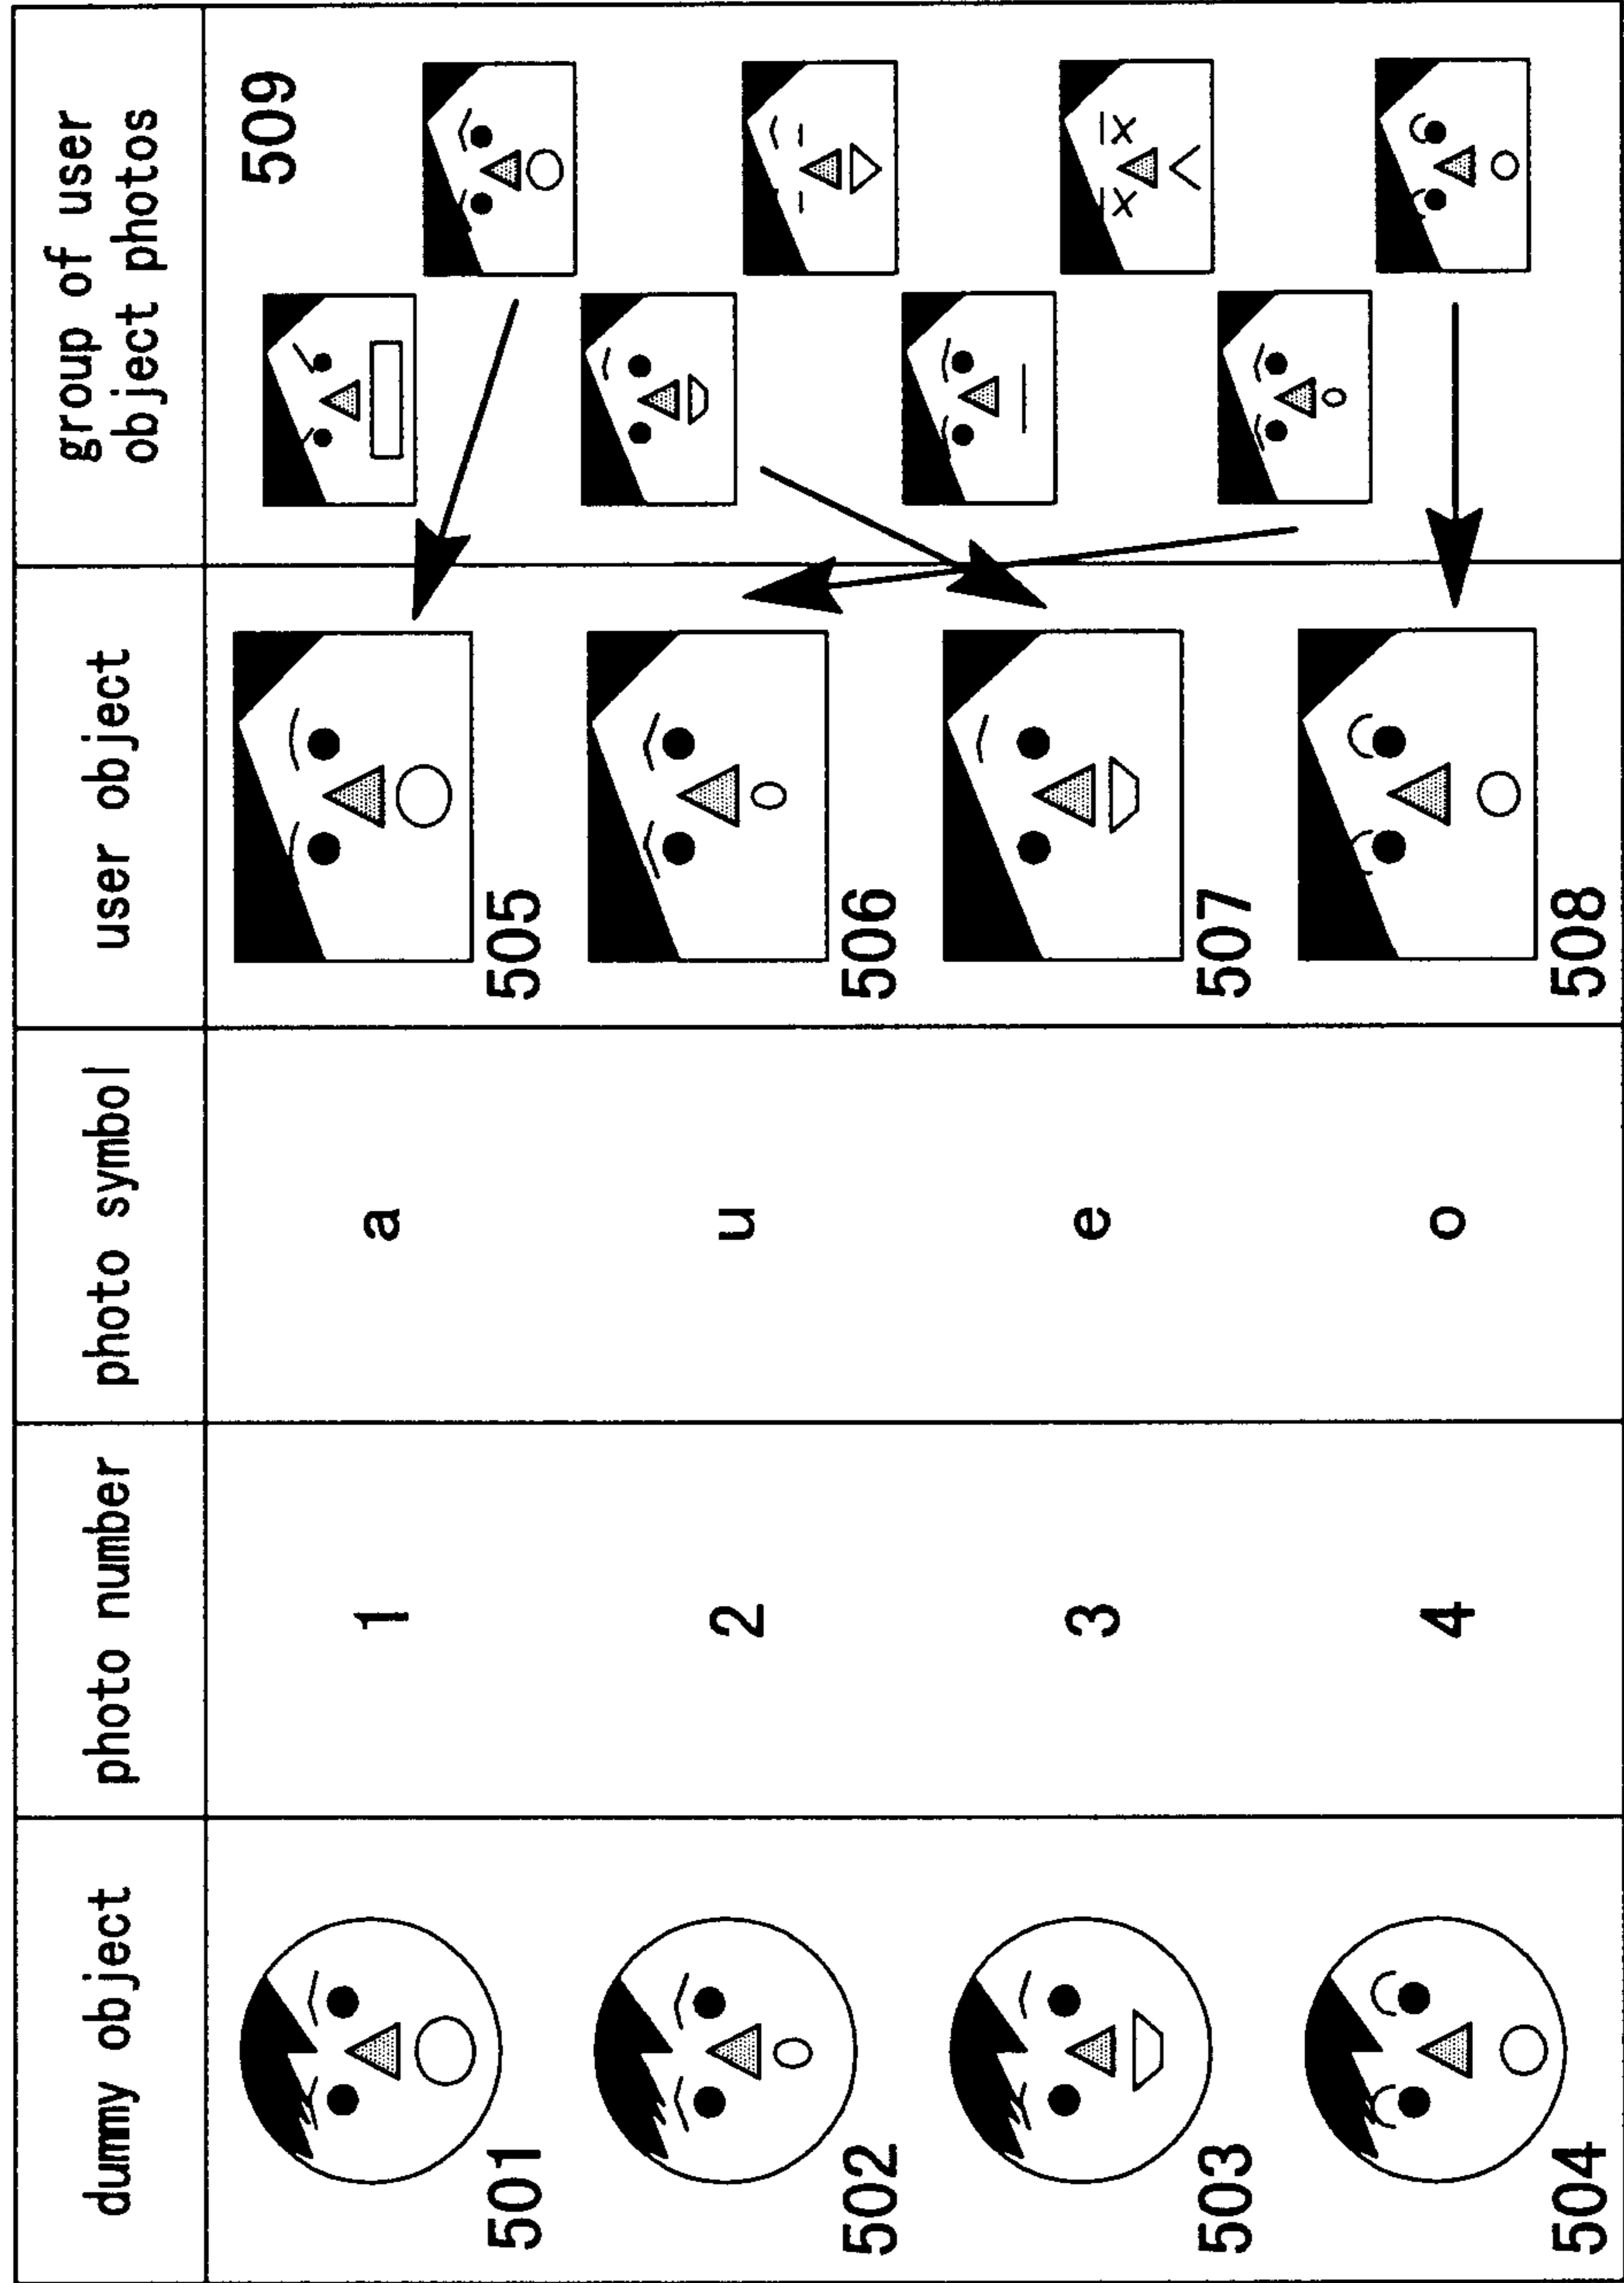 dummy object
photo number
photo symbol
user object
group of user
object photos
501
1
a
505
509
502
2
u
506
503
3
e
507
504
4
o
508